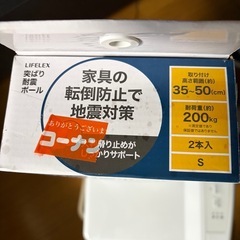 LIFELEX
突ぱり
耐震
ポール
家具の
転倒防止で
地震対策
ありがとうございま
コーナン
滑り止めが
かりサポート
取り付け
高さ範囲(約)
35~50(cm)
耐荷重(約)
200kg
2本入
S